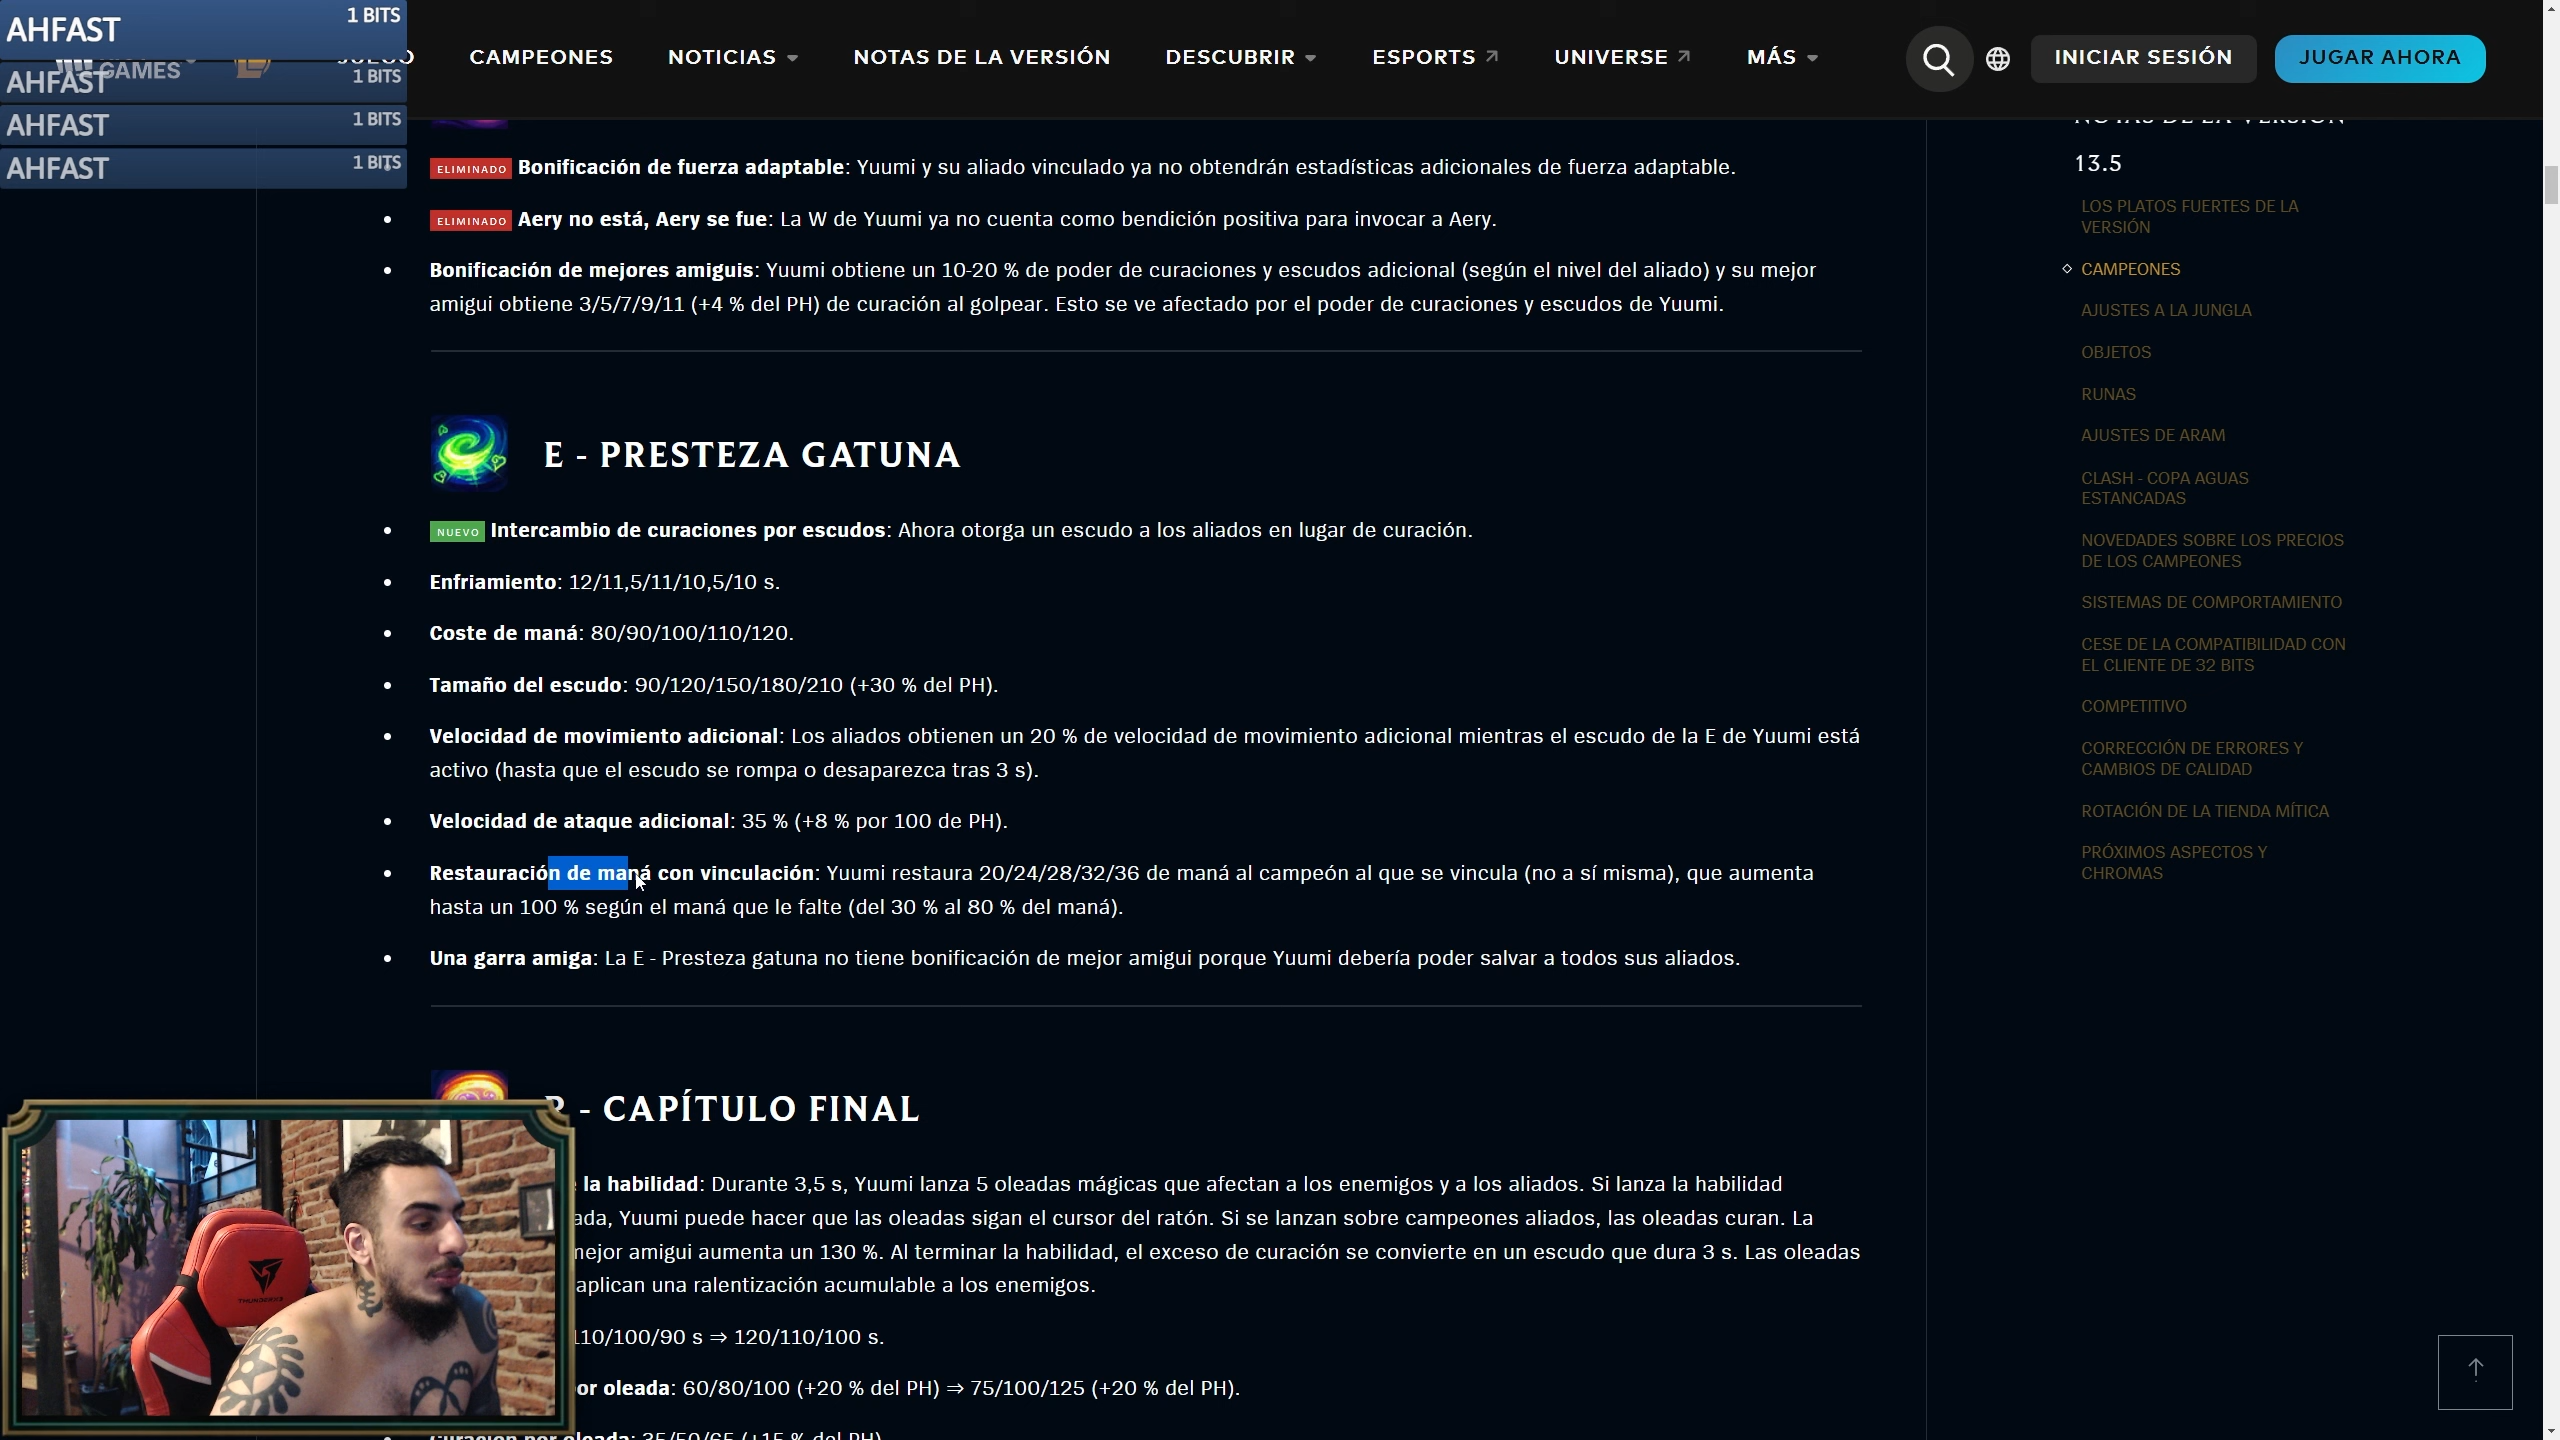 AHFAST 1 BITS
AHFAST 1 BITS
AHFAST 1 BITS
AHFAST 1 BITS
GAMES
JUEGO
CAMPEONES
NOTICIAS
NOTAS DE LA VERSIÓN
DESCUBRIR
ESPORTS
UNIVERSE
MÁS
INICIAR SESIÓN
JUGAR AHORA
ELIMINADO Bonificación de fuerza adaptable: Yuumi y su aliado vinculado ya no obtendrán estadísticas adicionales de fuerza adaptable.
ELIMINADO Aery no está, Aery se fue: La W de Yuumi ya no cuenta como bendición positiva para invocar a Aery.
Bonificación de mejores amiguis: Yuumi obtiene un 10-20 % de poder de curaciones y escudos adicional (según el nivel del aliado) y su mejor
amigui obtiene 3/5/7/9/11 (+4 % del PH) de curación al golpear. Esto se ve afectado por el poder de curaciones y escudos de Yuumi.
E - PRESTEZA GATUNA
NUEVO Intercambio de curaciones por escudos: Ahora otorga un escudo a los aliados en lugar de curación.
Enfriamiento: 12/11,5/11/10,5/10 s.
Coste de maná: 80/90/100/110/120.
Tamaño del escudo: 90/120/150/180/210 (+30 % del PH).
Velocidad de movimiento adicional: Los aliados obtienen un 20 % de velocidad de movimiento adicional mientras el escudo de la E de Yuumi está
activo (hasta que el escudo se rompa o desaparezca tras 3 s).
Velocidad de ataque adicional: 35 % (+8 % por 100 de PH).
Restauración de maná con vinculación: Yuumi restaura 20/24/28/32/36 de maná al campeón al que se vincula (no a sí misma), que aumenta
hasta un 100 % según el maná que le falte (del 30 % al 80 % del maná).
Una garra amiga: La E - Presteza gatuna no tiene bonificación de mejor amigui porque Yuumi debería poder salvar a todos sus aliados.
R - CAPÍTULO FINAL
la habilidad: Durante 3,5 s, Yuumi lanza 5 oleadas mágicas que afectan a los enemigos y a los aliados. Si lanza la habilidad
ada, Yuumi puede hacer que las oleadas sigan el cursor del ratón. Si se lanzan sobre campeones aliados, las oleadas curan. La
mejor amigui aumenta un 130 %. Al terminar la habilidad, el exceso de curación se convierte en un escudo que dura 3 s. Las oleadas
aplican una ralentización acumulable a los enemigos.
110/100/90 s ⇒ 120/110/100 s.
por oleada: 60/80/100 (+20 % del PH) ⇒ 75/100/125 (+20 % del PH).
Curación por oleada: 35/50/65 (+15 % del PH)
NOTAS DE LA VERSIÓN
13.5
LOS PLATOS FUERTES DE LA
VERSIÓN
CAMPEONES
AJUSTES A LA JUNGLA
OBJETOS
RUNAS
AJUSTES DE ARAM
CLASH - COPA AGUAS
ESTANCADAS
NOVEDADES SOBRE LOS PRECIOS
DE LOS CAMPEONES
SISTEMAS DE COMPORTAMIENTO
CESE DE LA COMPATIBILIDAD CON
EL CLIENTE DE 32 BITS
COMPETITIVO
CORRECCIÓN DE ERRORES Y
CAMBIOS DE CALIDAD
ROTACIÓN DE LA TIENDA MÍTICA
PRÓXIMOS ASPECTOS Y
CHROMAS